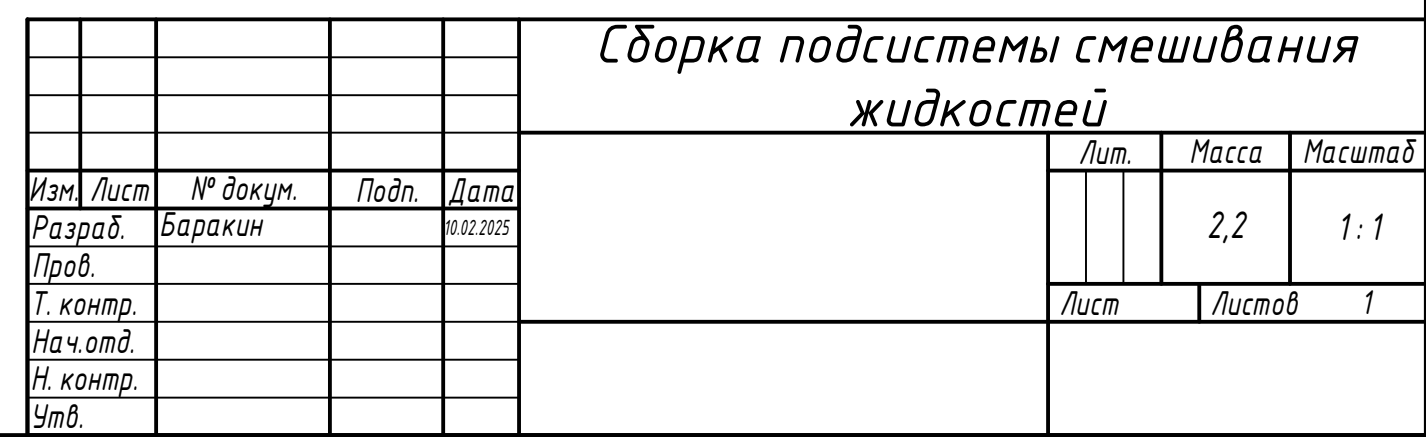 Сборка подсистемы смешивания
жидкостей
Лит. Масса Масштаб
Изм. Лист № докум. Подп. Дата
Разраб. Баракин 10.02.2025
2,2 1:1
Пров.
Т. контр.
Лист Листов 1
Нач.отд.
Н. контр.
Утв.